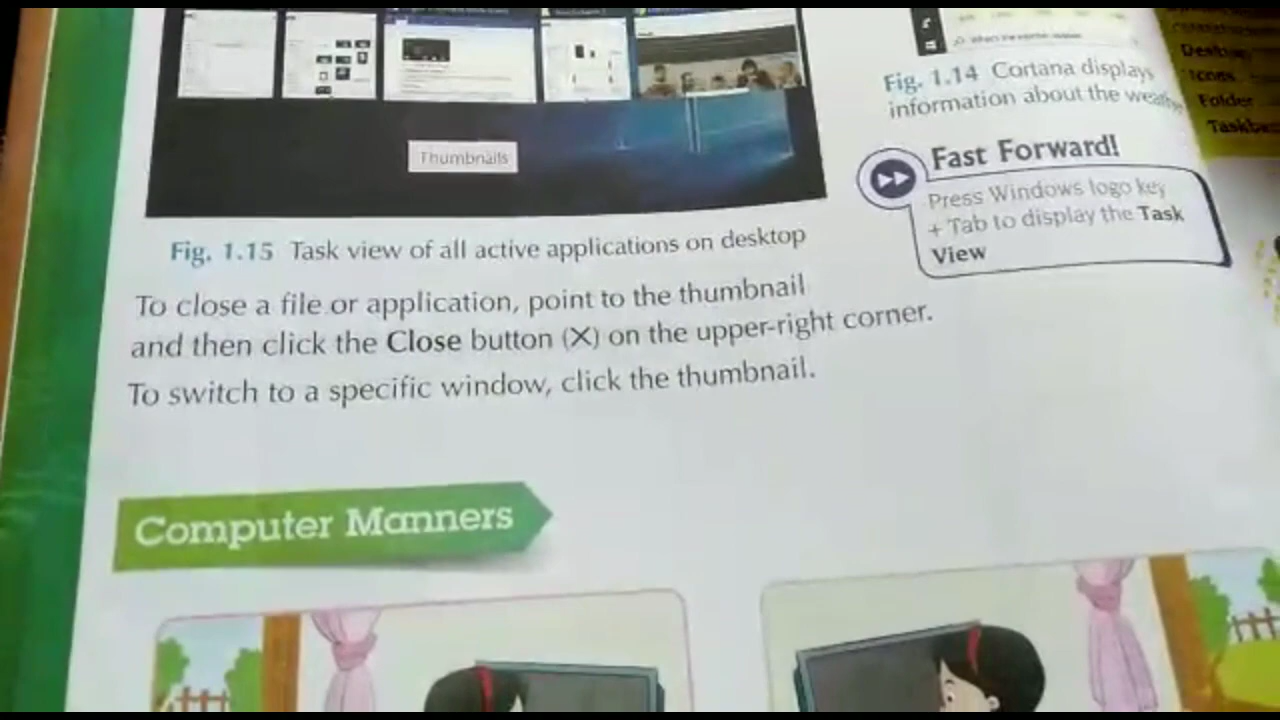 Thumbnails
Fig. 1.15 Task view of all active applications on desktop
To close a file or application, point to the thumbnail
and then click the Close button (X) on the upper-right corner.
To switch to a specific window, click the thumbnail.
Fig. 1.14 Cortana displays
information about the
Fast Forward!
Press Windows logo key
+ Tab to display the Task
View
Icons
Folder
Computer Manners